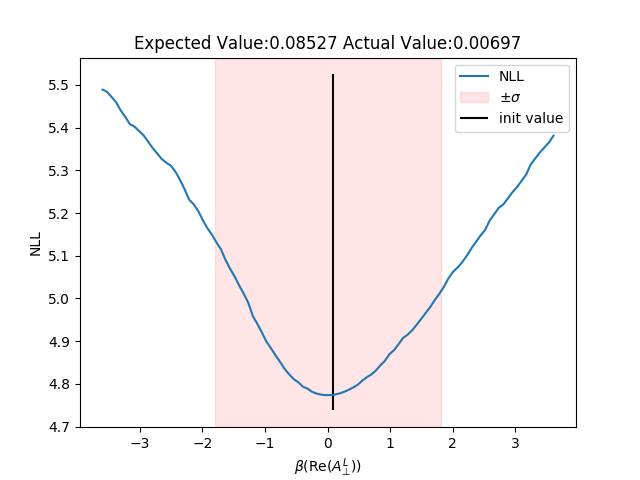 Expected Value:0.08527 Actual Value:0.00697
NLL
±σ
init value
5.5
5.4
5.3
5.2
5.1
5.0
4.9
4.8
4.7
NLL
−3 −2 −1 0 1 2 3
β(Re(A⊥ᴸ))